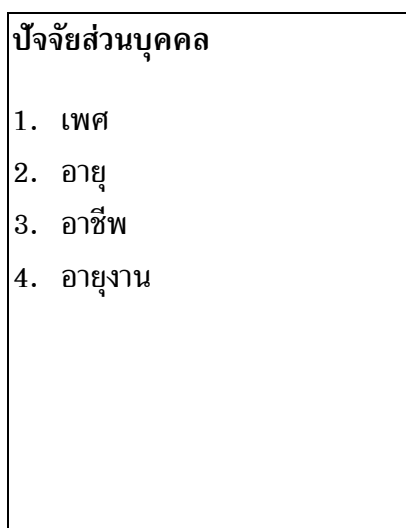 ปัจจัยส่วนบุคคล
1. เพศ
2. อายุ
3. อาชีพ
4. อายุงาน